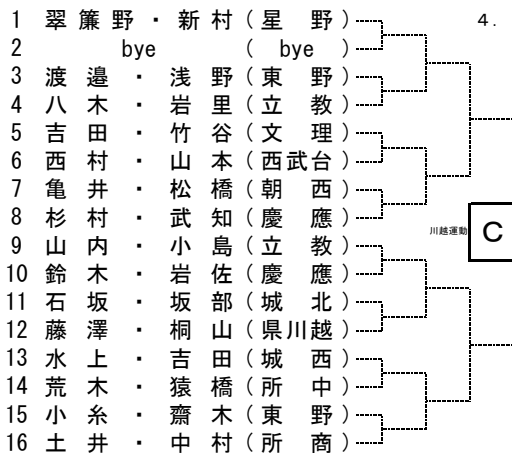 1 翠簾野・新村(星野) 4.
2 bye (bye)
3 渡邉・浅野(東野)
4 八木・岩里(立教)
5 吉田・竹谷(文理)
6 西村・山本(西武台)
7 亀井・松橋(朝西)
8 杉村・武知(慶應)
川越運動 C
9 山内・小島(立教)
10 鈴木・岩佐(慶應)
11 石坂・坂部(城北)
12 藤澤・桐山(県川越)
13 水上・吉田(城西)
14 荒木・猿橋(所中)
15 小糸・齋木(東野)
16 土井・中村(所商)